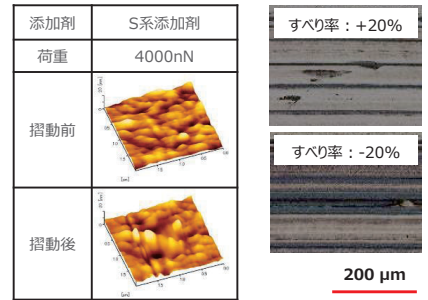 添加剤 S系添加剤
荷重 4000nN
摺動前
摺動後
すべり率：+20%
すべり率：-20%
200 μm